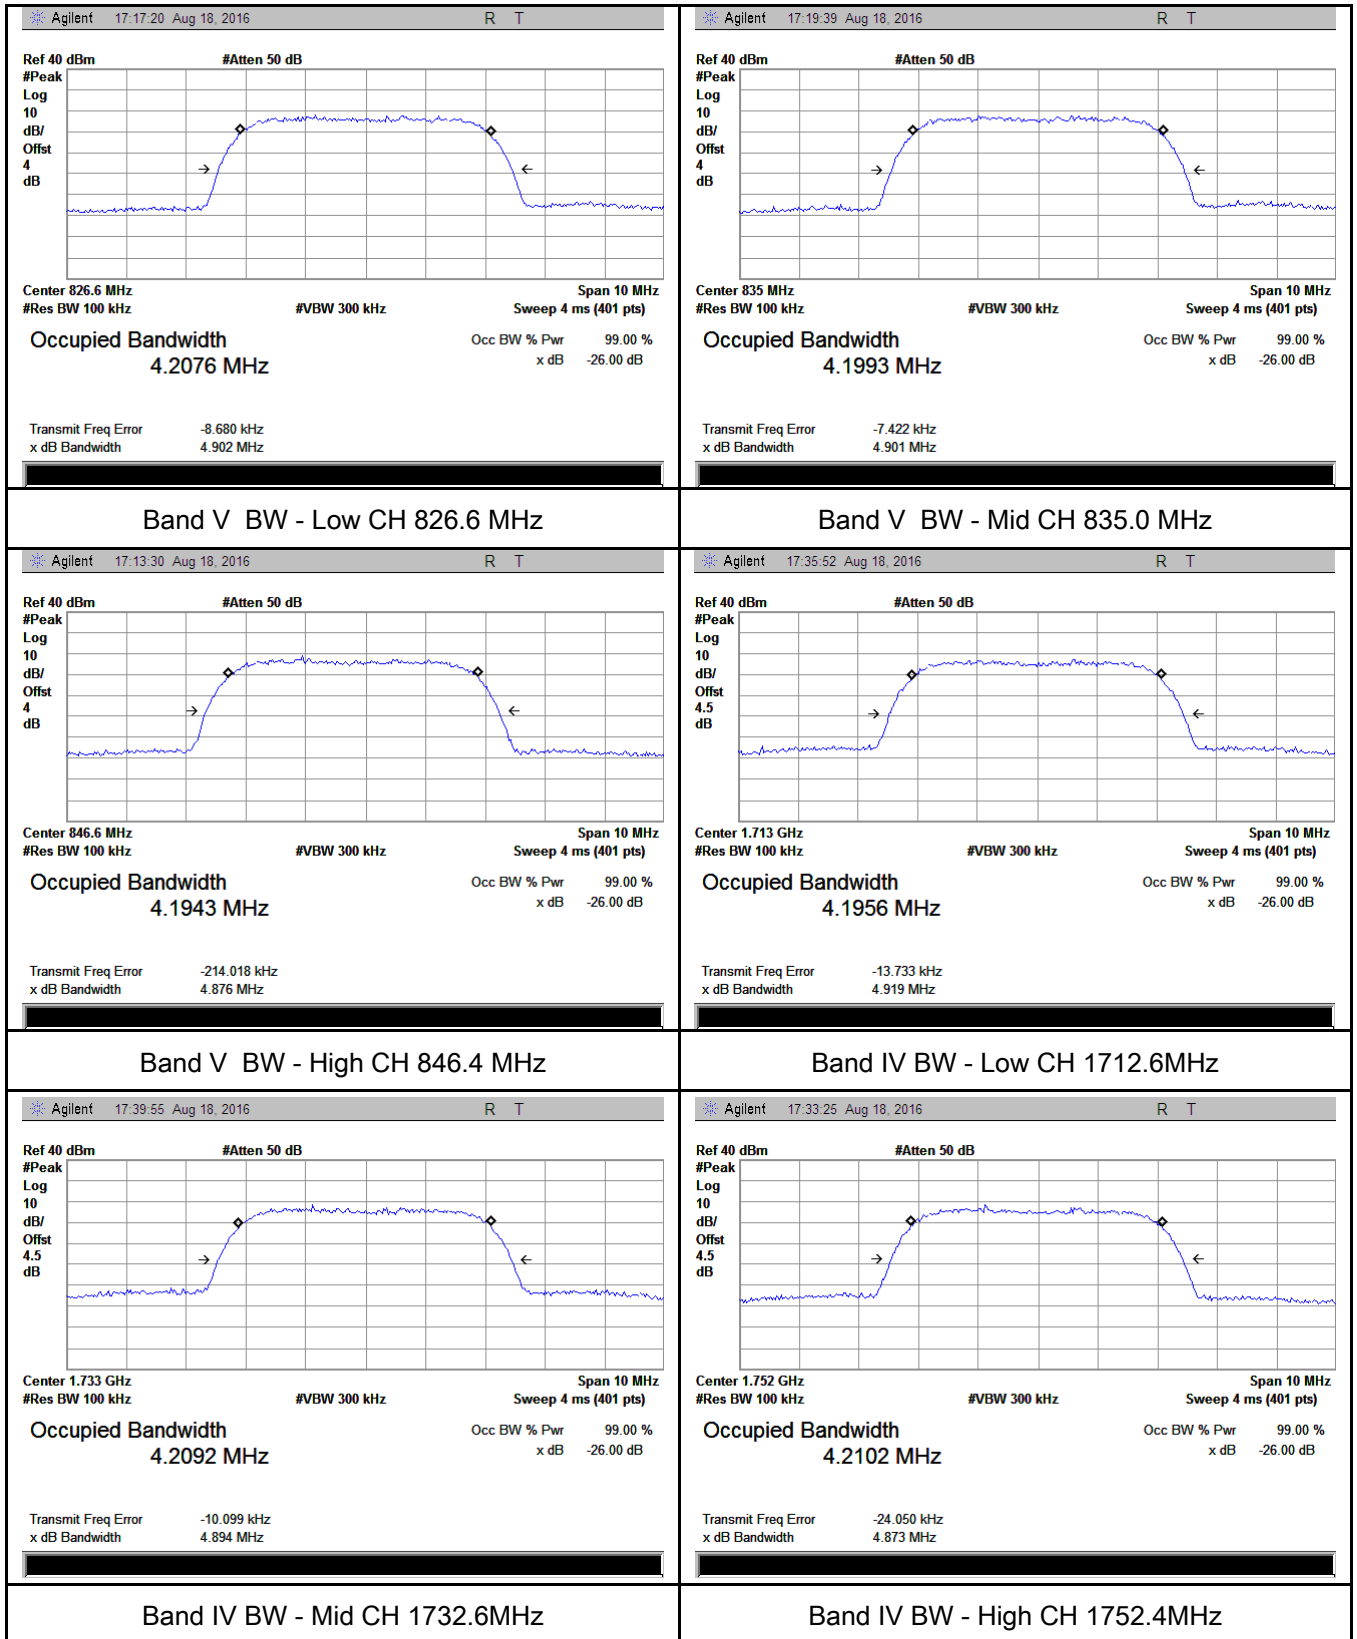 Agilent 17:17:20 Aug 18, 2016 R T
Ref 40 dBm #Atten 50 dB
#Peak
Log
10
dB/
Offst
4
dB
Center 826.6 MHz Span 10 MHz
#Res BW 100 kHz #VBW 300 kHz Sweep 4 ms (401 pts)
Occupied Bandwidth Occ BW % Pwr 99.00 %
4.2076 MHz x dB -26.00 dB
Transmit Freq Error -8.680 kHz
x dB Bandwidth 4.902 MHz
Band V BW - Low CH 826.6 MHz
Agilent 17:19:39 Aug 18, 2016 R T
Ref 40 dBm #Atten 50 dB
#Peak
Log
10
dB/
Offst
4
dB
Center 835 MHz Span 10 MHz
#Res BW 100 kHz #VBW 300 kHz Sweep 4 ms (401 pts)
Occupied Bandwidth Occ BW % Pwr 99.00 %
4.1993 MHz x dB -26.00 dB
Transmit Freq Error -7.422 kHz
x dB Bandwidth 4.901 MHz
Band V BW - Mid CH 835.0 MHz
Agilent 17:13:30 Aug 18, 2016 R T
Ref 40 dBm #Atten 50 dB
#Peak
Log
10
dB/
Offst
4
dB
Center 846.6 MHz Span 10 MHz
#Res BW 100 kHz #VBW 300 kHz Sweep 4 ms (401 pts)
Occupied Bandwidth Occ BW % Pwr 99.00 %
4.1943 MHz x dB -26.00 dB
Transmit Freq Error -214.018 kHz
x dB Bandwidth 4.876 MHz
Band V BW - High CH 846.4 MHz
Agilent 17:35:52 Aug 18, 2016 R T
Ref 40 dBm #Atten 50 dB
#Peak
Log
10
dB/
Offst
4.5
dB
Center 1.713 GHz Span 10 MHz
#Res BW 100 kHz #VBW 300 kHz Sweep 4 ms (401 pts)
Occupied Bandwidth Occ BW % Pwr 99.00 %
4.1956 MHz x dB -26.00 dB
Transmit Freq Error -13.733 kHz
x dB Bandwidth 4.919 MHz
Band IV BW - Low CH 1712.6MHz
Agilent 17:39:55 Aug 18, 2016 R T
Ref 40 dBm #Atten 50 dB
#Peak
Log
10
dB/
Offst
4.5
dB
Center 1.733 GHz Span 10 MHz
#Res BW 100 kHz #VBW 300 kHz Sweep 4 ms (401 pts)
Occupied Bandwidth Occ BW % Pwr 99.00 %
4.2092 MHz x dB -26.00 dB
Transmit Freq Error -10.099 kHz
x dB Bandwidth 4.894 MHz
Band IV BW - Mid CH 1732.6MHz
Agilent 17:33:25 Aug 18, 2016 R T
Ref 40 dBm #Atten 50 dB
#Peak
Log
10
dB/
Offst
4.5
dB
Center 1.752 GHz Span 10 MHz
#Res BW 100 kHz #VBW 300 kHz Sweep 4 ms (401 pts)
Occupied Bandwidth Occ BW % Pwr 99.00 %
4.2102 MHz x dB -26.00 dB
Transmit Freq Error -24.050 kHz
x dB Bandwidth 4.873 MHz
Band IV BW - High CH 1752.4MHz